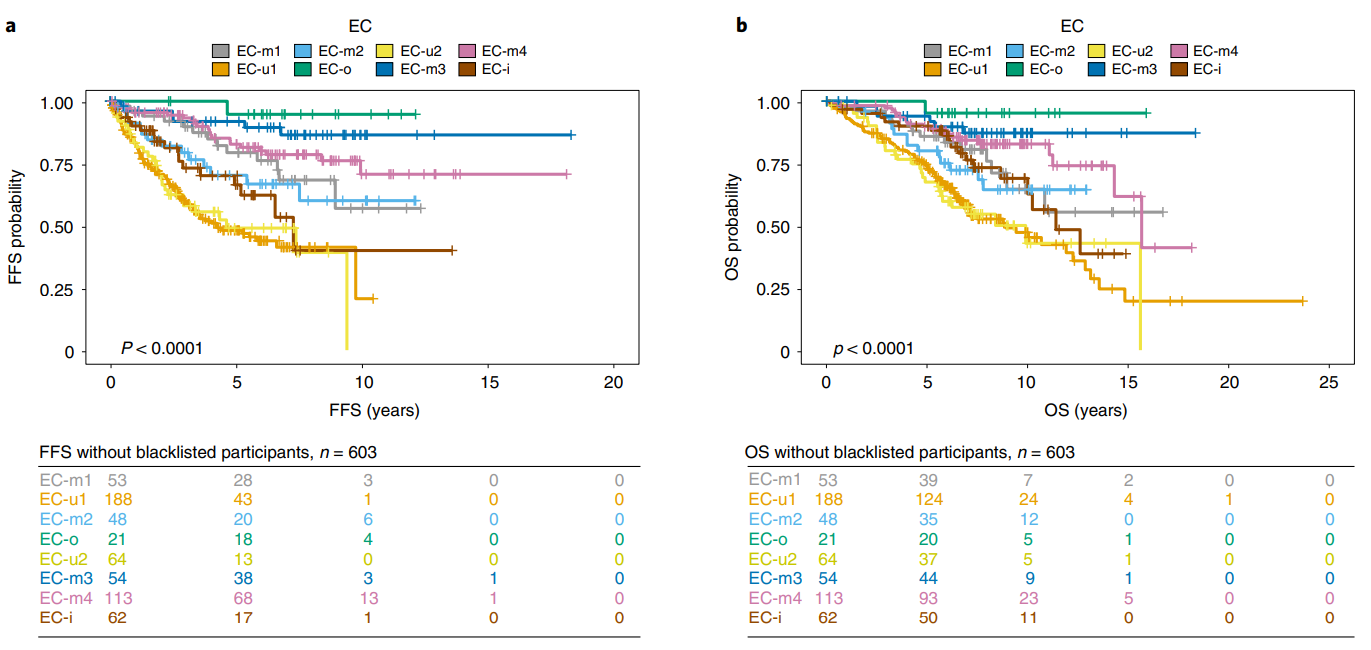 a
EC
EC-m1 EC-m2 EC-u2 EC-m4
EC-u1 EC-o EC-m3 EC-i
1.00
0.75
0.50
0.25
0
FFS probability
P < 0.0001
0 5 10 15 20
FFS (years)
FFS without blacklisted participants, n = 603
EC-m1 53 28 3 0 0
EC-u1 188 43 1 0 0
EC-m2 48 20 6 0 0
EC-o 21 18 4 0 0
EC-u2 64 13 0 0 0
EC-m3 54 38 3 1 0
EC-m4 113 68 13 1 0
EC-i 62 17 1 0 0
b
EC
EC-m1 EC-m2 EC-u2 EC-m4
EC-u1 EC-o EC-m3 EC-i
1.00
0.75
0.50
0.25
0
OS probability
p < 0.0001
0 5 10 15 20 25
OS (years)
OS without blacklisted participants, n = 603
EC-m1 53 39 7 2 0 0
EC-u1 188 124 24 4 1 0
EC-m2 48 35 12 0 0 0
EC-o 21 20 5 1 0 0
EC-u2 64 37 5 1 0 0
EC-m3 54 44 9 1 0 0
EC-m4 113 93 23 5 0 0
EC-i 62 50 11 0 0 0